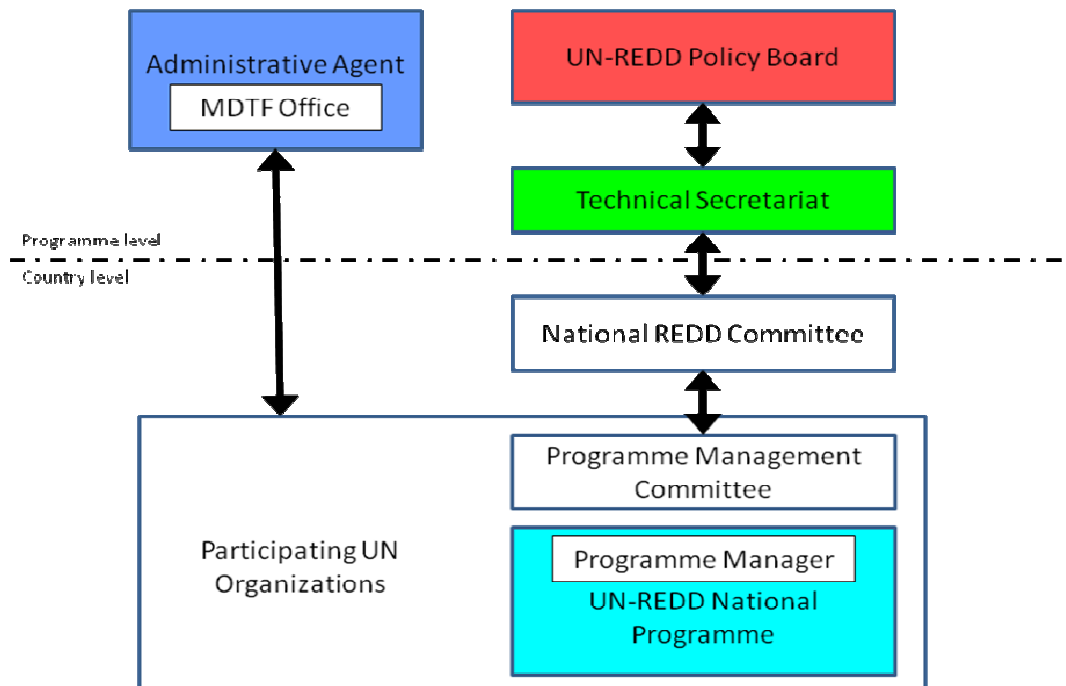 Administrative Agent
MDTF Office
UN-REDD Policy Board
Technical Secretariat
Programme level
Country level
National REDD Committee
Programme Management
Committee
Participating UN
Organizations
Programme Manager
UN-REDD National
Programme